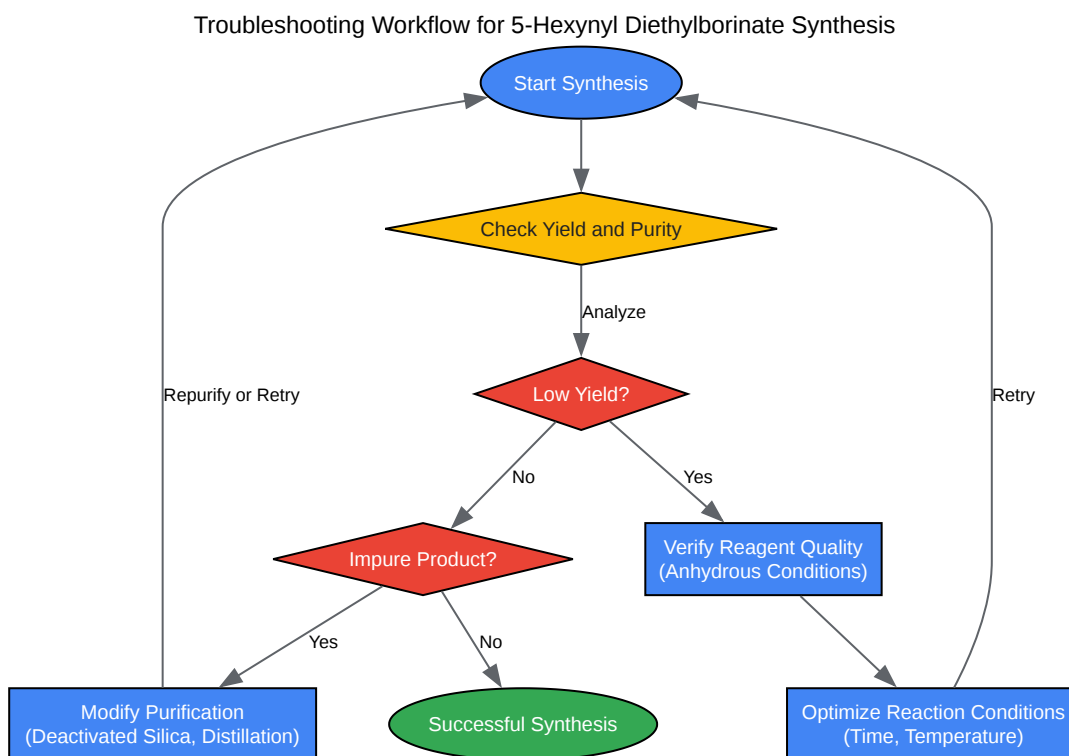 Troubleshooting Workflow for 5-Hexynyl Diethylborinate Synthesis
Start Synthesis
Check Yield and Purity
Analyze
Repurify or Retry
Low Yield?
Retry
No
Yes
Impure Product?
Verify Reagent Quality
(Anhydrous Conditions)
Yes
No
Modify Purification
(Deactivated Silica, Distillation)
Successful Synthesis
Optimize Reaction Conditions
(Time, Temperature)